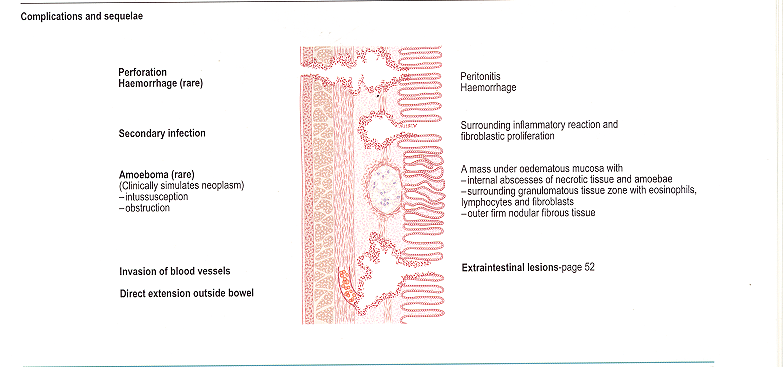 Complications and sequelae
Perforation
Haemorrhage (rare)
Peritonitis
Haemorrhage
Secondary infection
Surrounding inflammatory reaction and
fibroblastic proliferation
Amoeboma (rare)
(Clinically simulates neoplasm)
–intussusception
–obstruction
A mass under oedematous mucosa with
–internal abscesses of necrotic tissue and amoebae
–surrounding granulomatous tissue zone with eosinophils,
lymphocytes and fibroblasts
–outer firm nodular fibrous tissue
Invasion of blood vessels
Direct extension outside bowel
Extraintestinal lesions-page 52